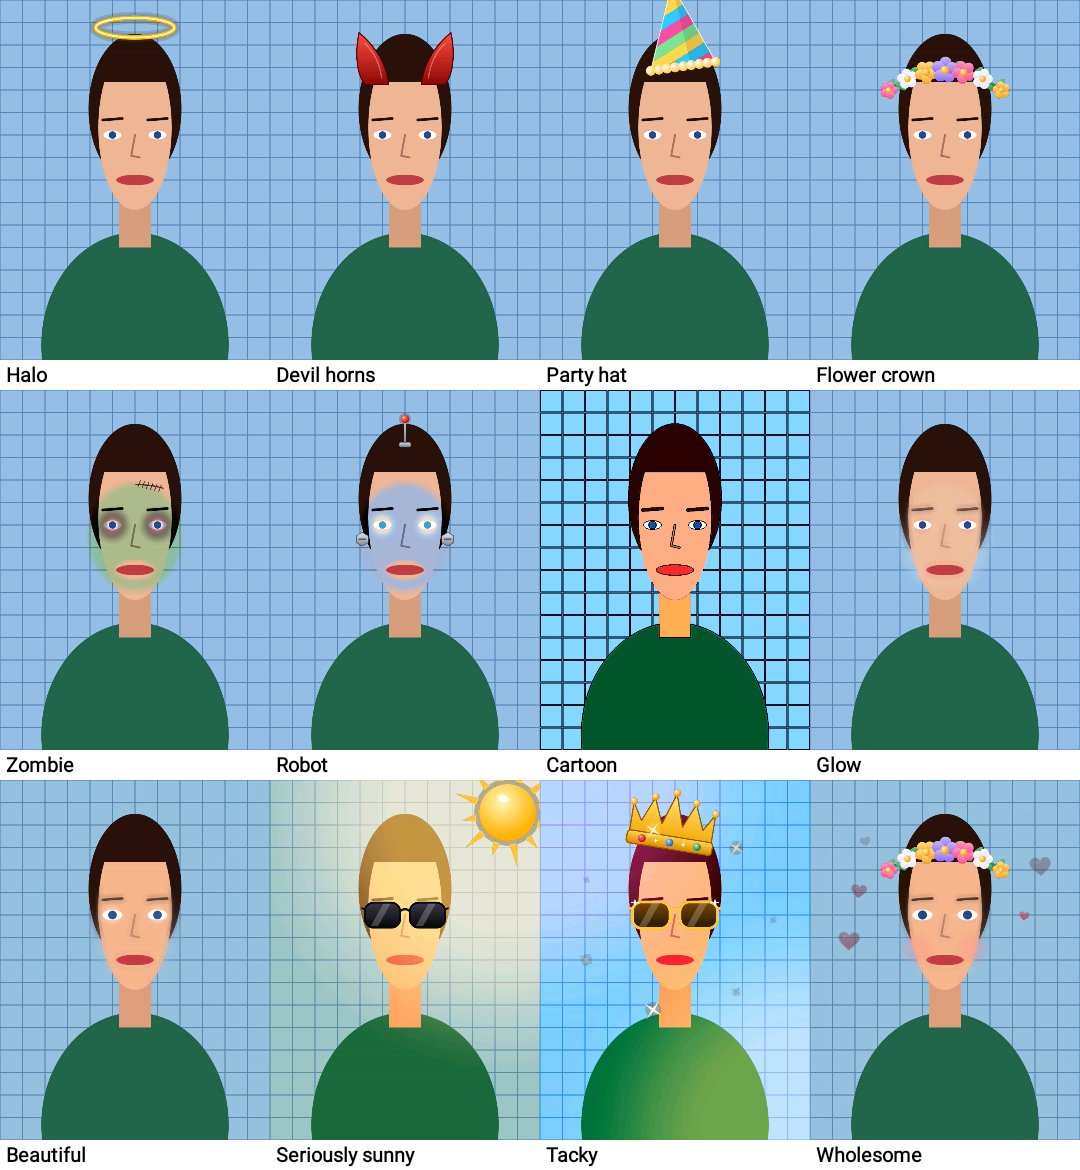 Halo
Devil horns
Party hat
Flower crown
Zombie
Robot
Cartoon
Glow
Beautiful
Seriously sunny
Tacky
Wholesome